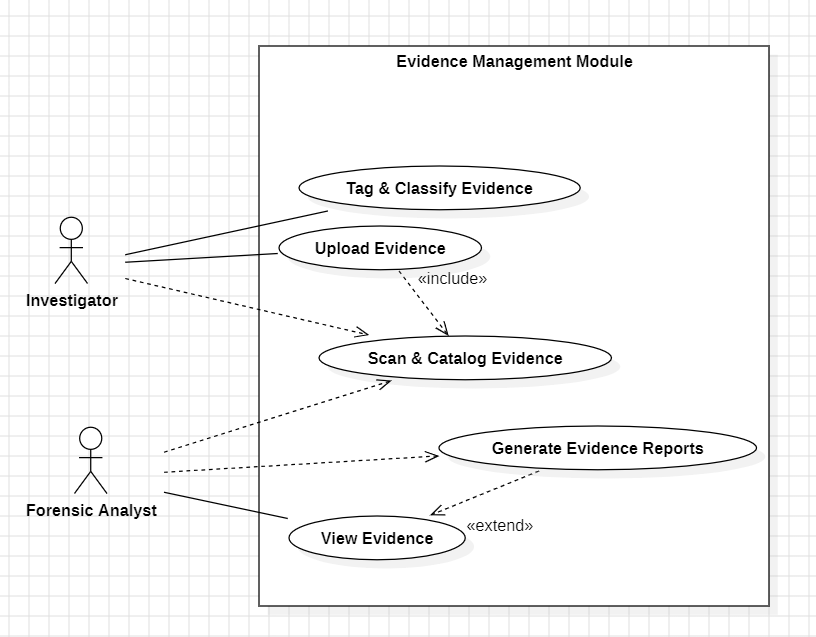 Evidence Management Module
Tag & Classify Evidence
Upload Evidence
«include»
Investigator
Scan & Catalog Evidence
Generate Evidence Reports
Forensic Analyst
«extend»
View Evidence